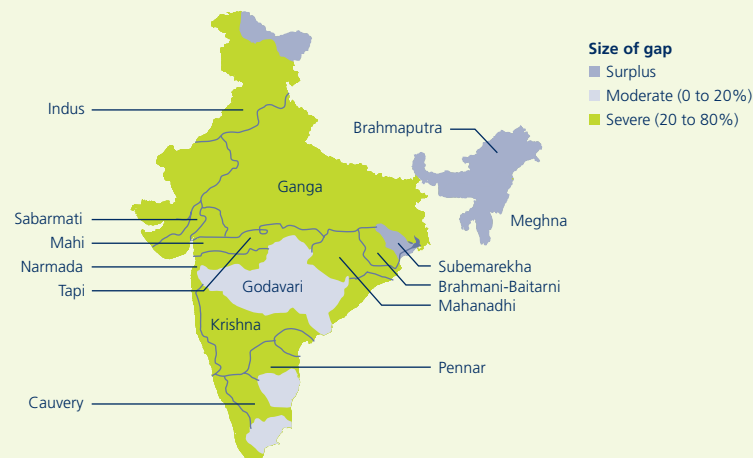 Size of gap
Surplus
Moderate (0 to 20%)
Severe (20 to 80%)
Indus
Brahmaputra
Ganga
Sabarmati
Meghna
Mahi
Narmada
Subemarekha
Tapi
Godavari
Brahmani-Baitarni
Mahanadhi
Krishna
Pennar
Cauvery